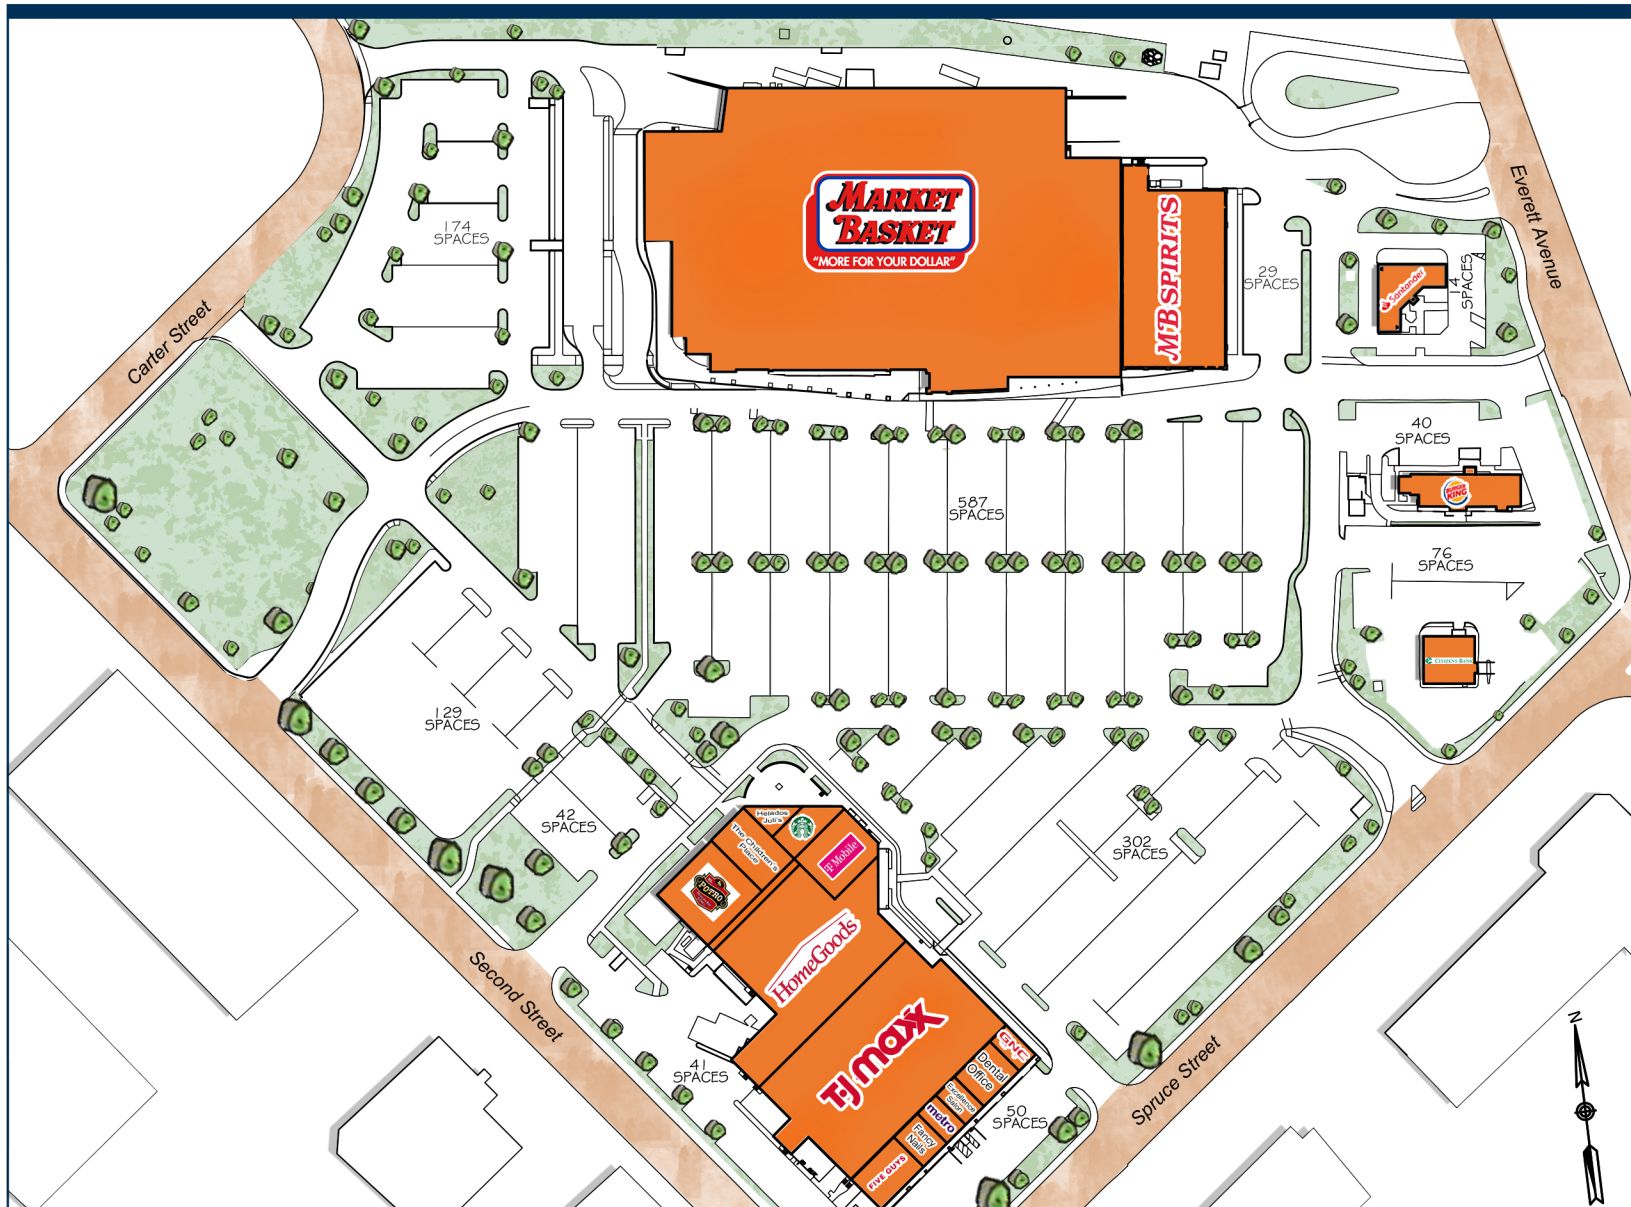 MARKET
BASKET
"MORE FOR YOUR DOLLAR"
MB SPIRITS
Everett Avenue
174
SPACES
29
SPACES
Santander
14
SPACES
Carter Street
40
SPACES
BURGER
KING
587
SPACES
76
SPACES
CITIZENS BANK
129
SPACES
42
SPACES
Helados
Juli's
The Children's
Place
T Mobile
POTRO
302
SPACES
HomeGoods
Second Street
TJ maxx
41
SPACES
GNC
Dental
Office
Excellence
Salon
metro
Fancy
Nails
FIVE GUYS
50
SPACES
Spruce Street
N